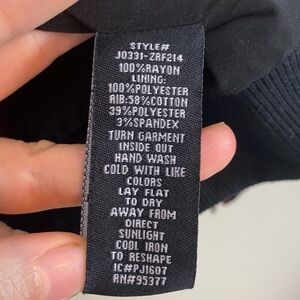 STYLE#
J0331-ZRF214
100%RAYON
LINING:
100%POLYESTER
RIB:58%COTTON
39%POLYESTER
3%SPANDEX
TURN GARMENT
INSIDE OUT
HAND WASH
COLD WITH LIKE
COLORS
LAY FLAT
TO DRY
AWAY FROM
DIRECT
SUNLIGHT
COOL IRON
TO RESHAPE
IC#PJ1607
RN#95377